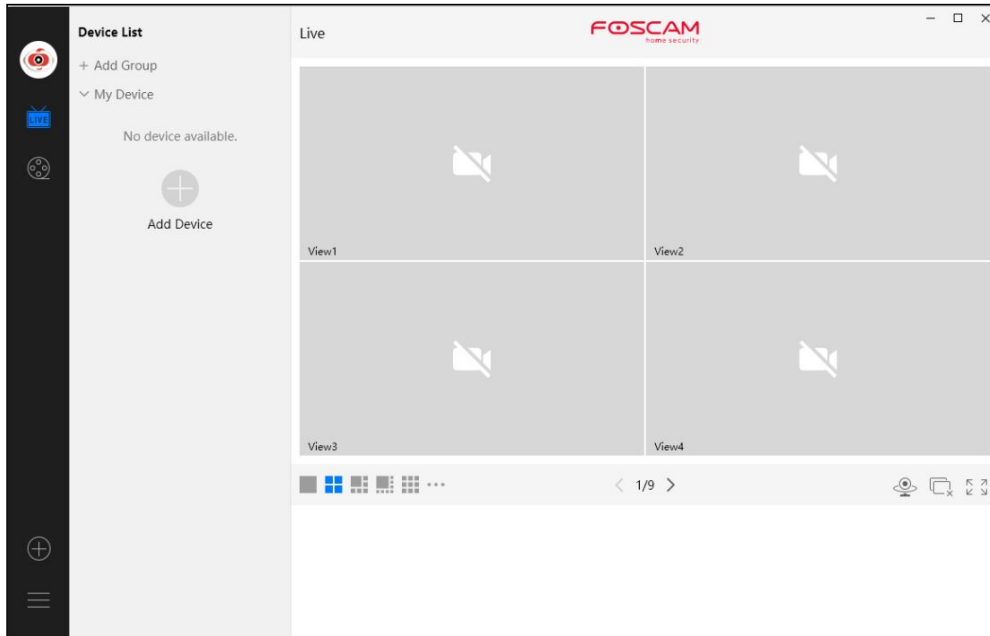 Device List
+ Add Group
My Device
No device available.
Add Device
LIVE
Live
FOSCAM
home security
View1
View2
View3
View4
1/9